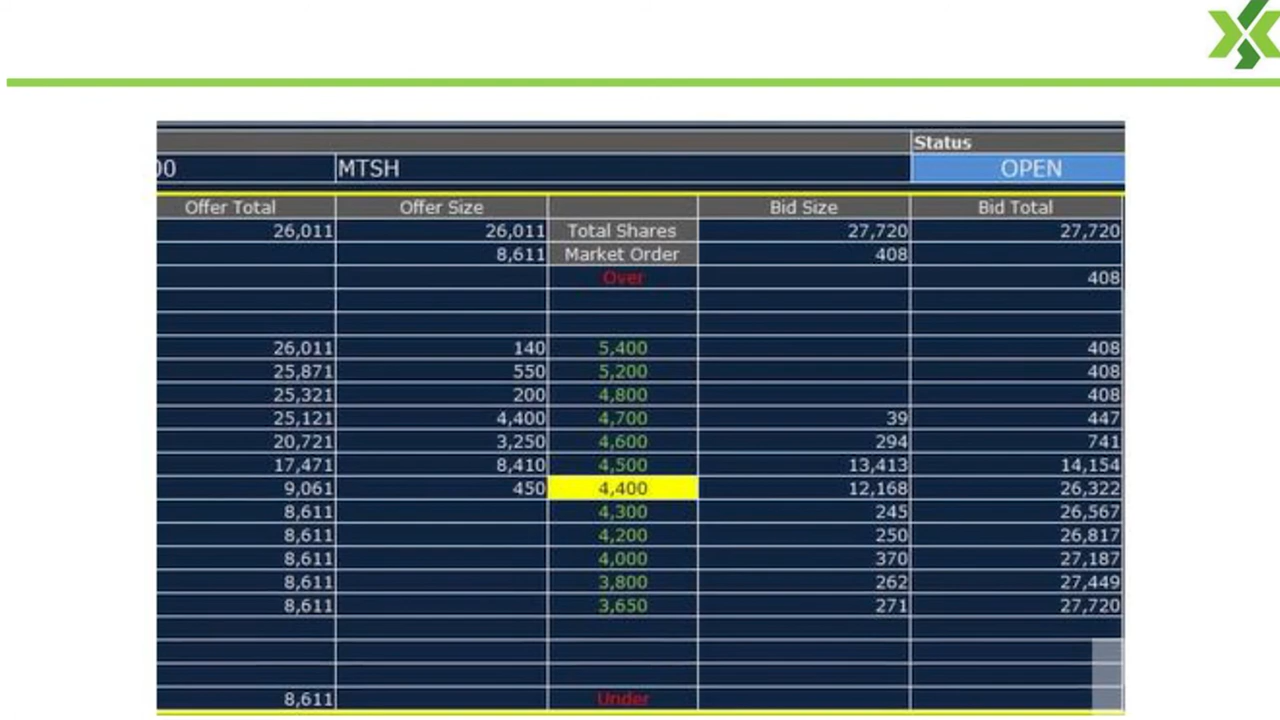 Status
00 MTSH OPEN
Offer Total Offer Size Bid Size Bid Total
26,011 26,011 Total Shares 27,720 27,720
8,611 Market Order 408
Over 408
26,011 140 5,400 408
25,871 550 5,200 408
25,321 200 4,800 408
25,121 4,400 4,700 39 447
20,721 3,250 4,600 294 741
17,471 8,410 4,500 13,413 14,154
9,061 450 4,400 12,168 26,322
8,611 4,300 245 26,567
8,611 4,200 250 26,817
8,611 4,000 370 27,187
8,611 3,800 262 27,449
8,611 3,650 271 27,720
8,611 Under